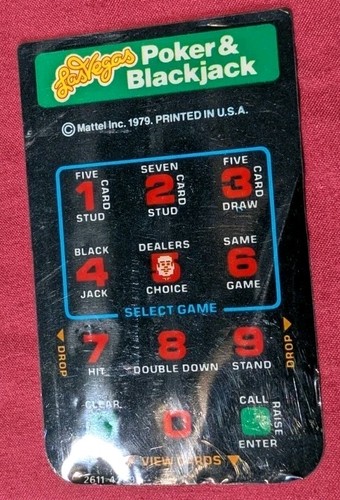 Las Vegas Poker &
Blackjack
© Mattel Inc. 1979. PRINTED IN U.S.A.
FIVE CARD STUD 1
SEVEN CARD STUD 2
FIVE CARD DRAW 3
BLACK JACK 4
DEALERS CHOICE 5
SAME GAME 6
SELECT GAME
DROP
7 HIT
8 DOUBLE DOWN
9 STAND
DROP
CLEAR
0
CALL RAISE ENTER
VIEW CARDS
2611-4